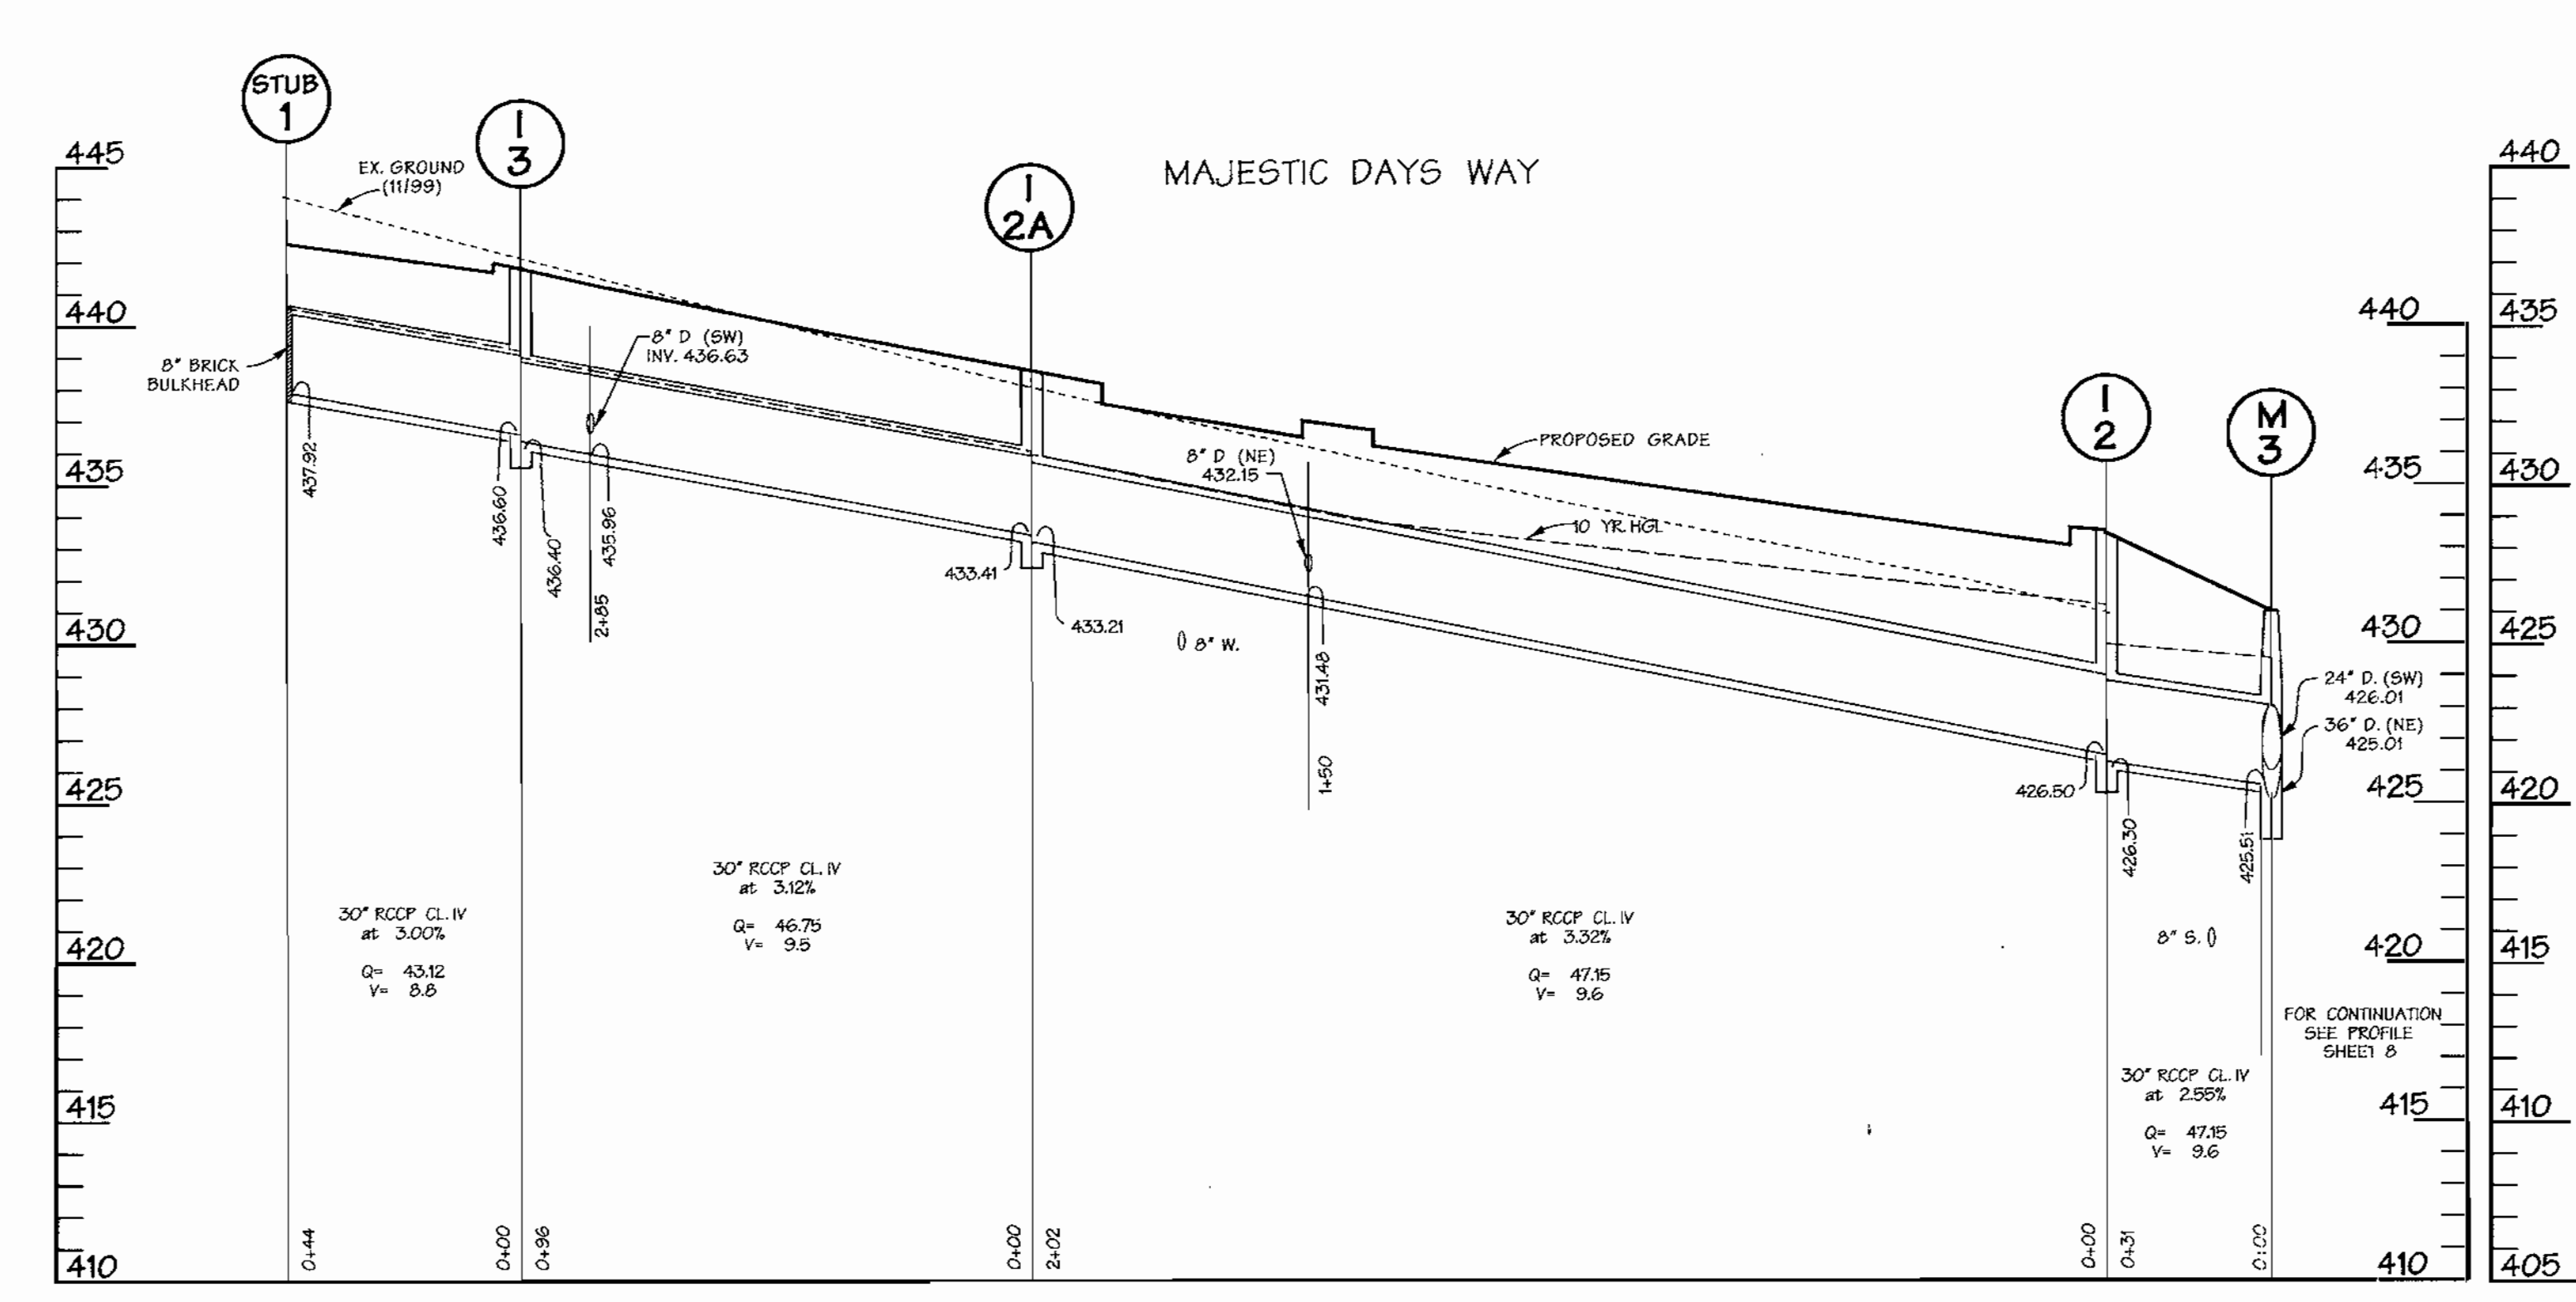 MAJESTIC DAYS WAY
STUB
1
I
3
I
2A
I
2
M
3
445
440
435
430
425
420
415
410
EX. GROUND
(11/99)
8" BRICK
BULKHEAD
437.92
436.60
436.40
8" D (SW)
INV. 436.63
435.96
2+85
433.41
433.21
8" W.
8" D (NE)
432.15
431.48
1+50
PROPOSED GRADE
10 YR. HGL
426.50
426.30
425.51
24" D. (SW)
426.01
36" D. (NE)
425.01
8" S.
30" RCCP CL. IV
at 3.00%
Q= 43.12
V= 8.8
30" RCCP CL. IV
at 3.12%
Q= 46.75
V= 9.5
30" RCCP CL. IV
at 3.32%
Q= 47.15
V= 9.6
30" RCCP CL. IV
at 2.55%
Q= 47.15
V= 9.6
FOR CONTINUATION
SEE PROFILE
SHEET 8
0+44
0+00
0+96
0+00
2+02
0+00
0+31
0+00
440
435
430
425
420
415
410
440
435
430
425
420
415
410
405